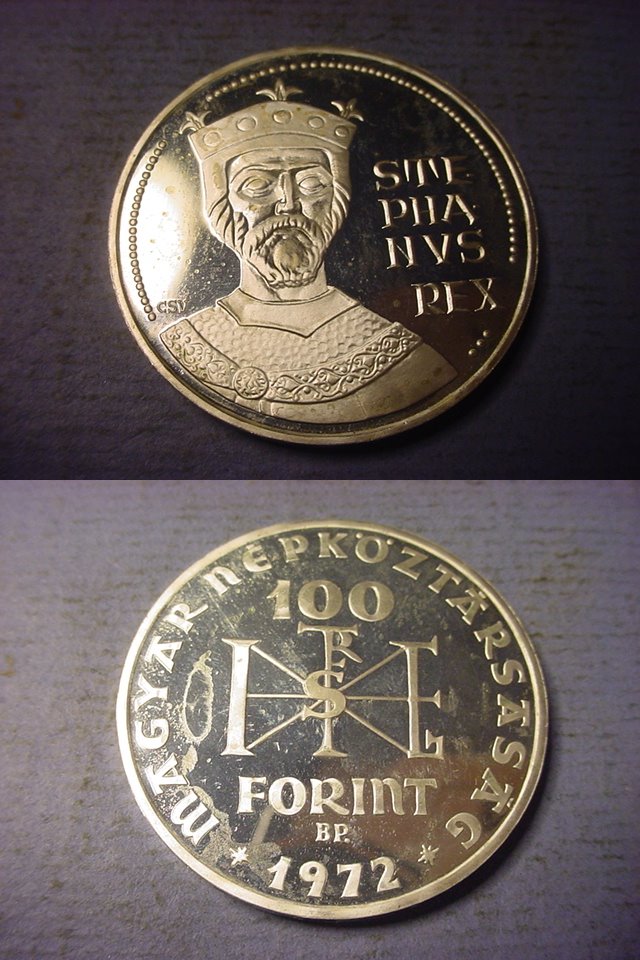 STE
PHA
NVS
REX
CSI
MAGYAR NÉPKÖZTÁRSASÁG
100
FORINT
BP.
* 1972 *